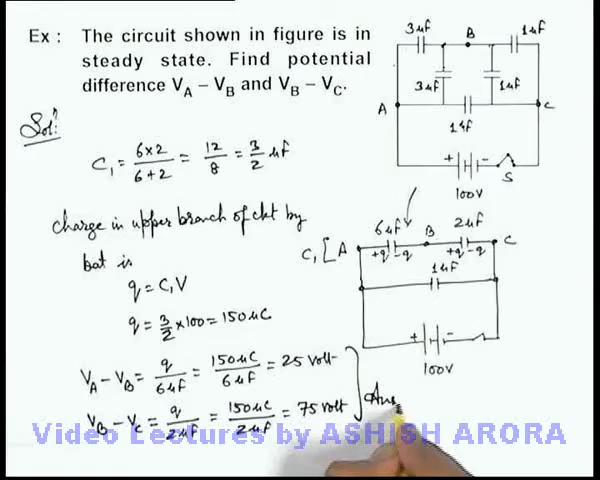 Ex : The circuit shown in figure is in
steady state. Find potential
difference VA – VB and VB – VC.
Sol:
C1 = 6×2 / 6+2 = 12 / 8 = 3 / 2 μF
charge in upper branch of ckt by
bat is
q = C1V
q = 3/2 × 100 = 150 μC
VA – VB = q / 6μF = 150μC / 6μF = 25 volt
VB – VC = q / 2μF = 150μC / 2μF = 75 volt
Ans
3μF
B
1μF
3μF
1μF
A
C
1μF
+
-
S
100V
6μF
B
2μF
C
C1 [ A
+q -q
+q -q
1μF
+
-
100V
Video Lectures by ASHISH ARORA